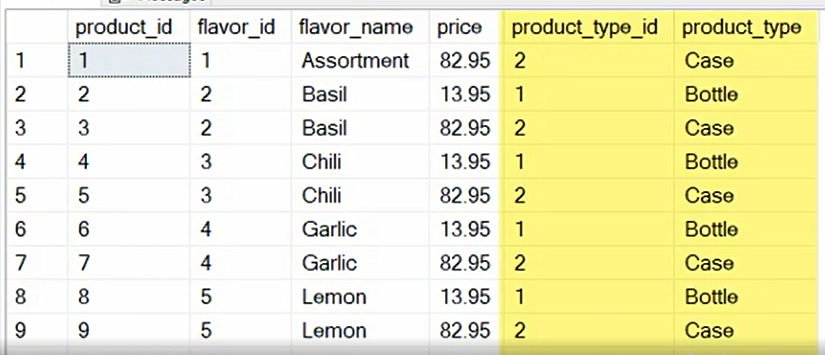 product_id flavor_id flavor_name price product_type_id product_type
1 1 1 Assortment 82.95 2 Case
2 2 2 Basil 13.95 1 Bottle
3 3 2 Basil 82.95 2 Case
4 4 3 Chili 13.95 1 Bottle
5 5 3 Chili 82.95 2 Case
6 6 4 Garlic 13.95 1 Bottle
7 7 4 Garlic 82.95 2 Case
8 8 5 Lemon 13.95 1 Bottle
9 9 5 Lemon 82.95 2 Case